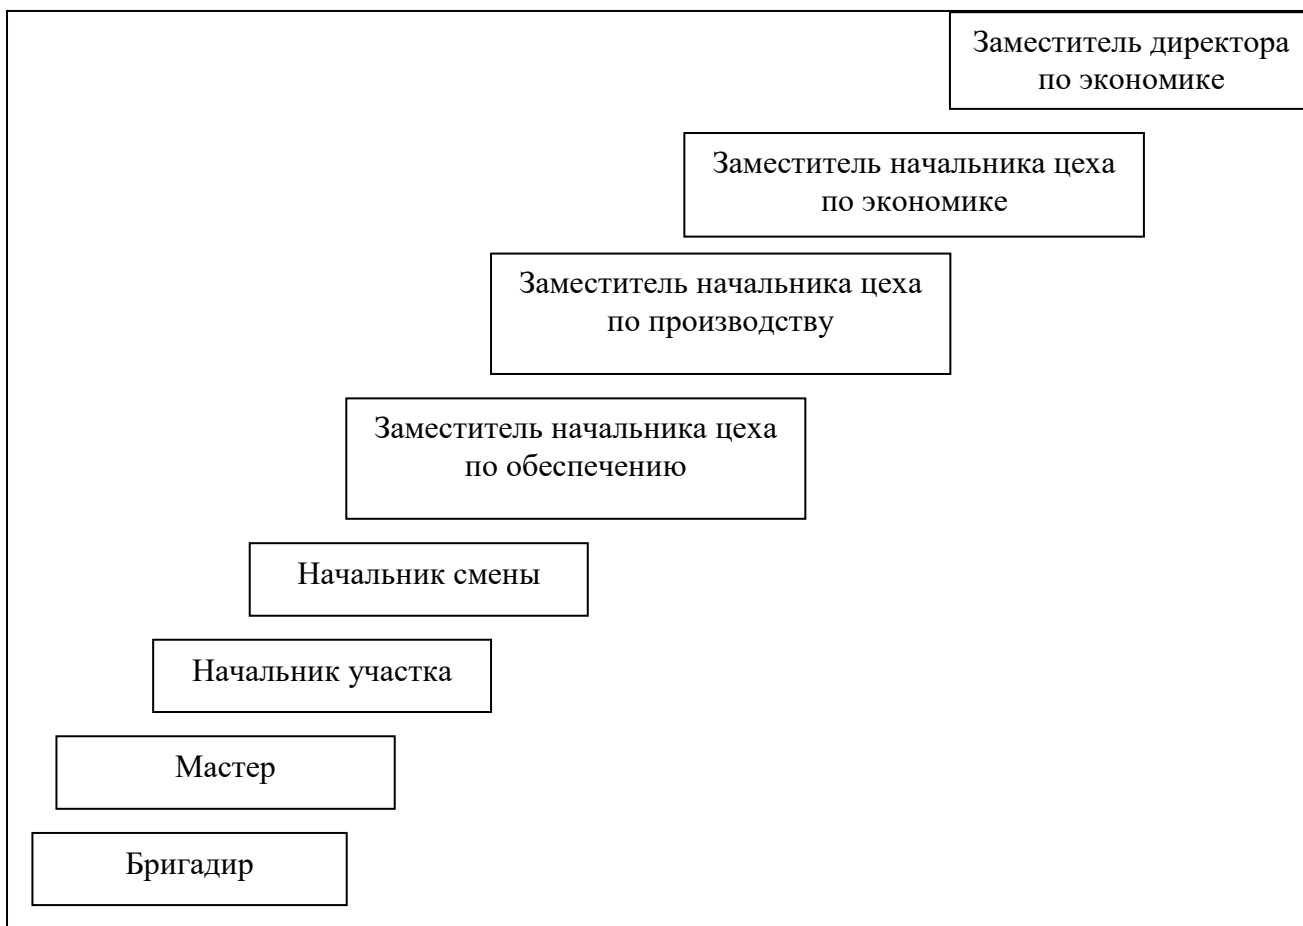 Заместитель директора
по экономике
Заместитель начальника цеха
по экономике
Заместитель начальника цеха
по производству
Заместитель начальника цеха
по обеспечению
Начальник смены
Начальник участка
Мастер
Бригадир